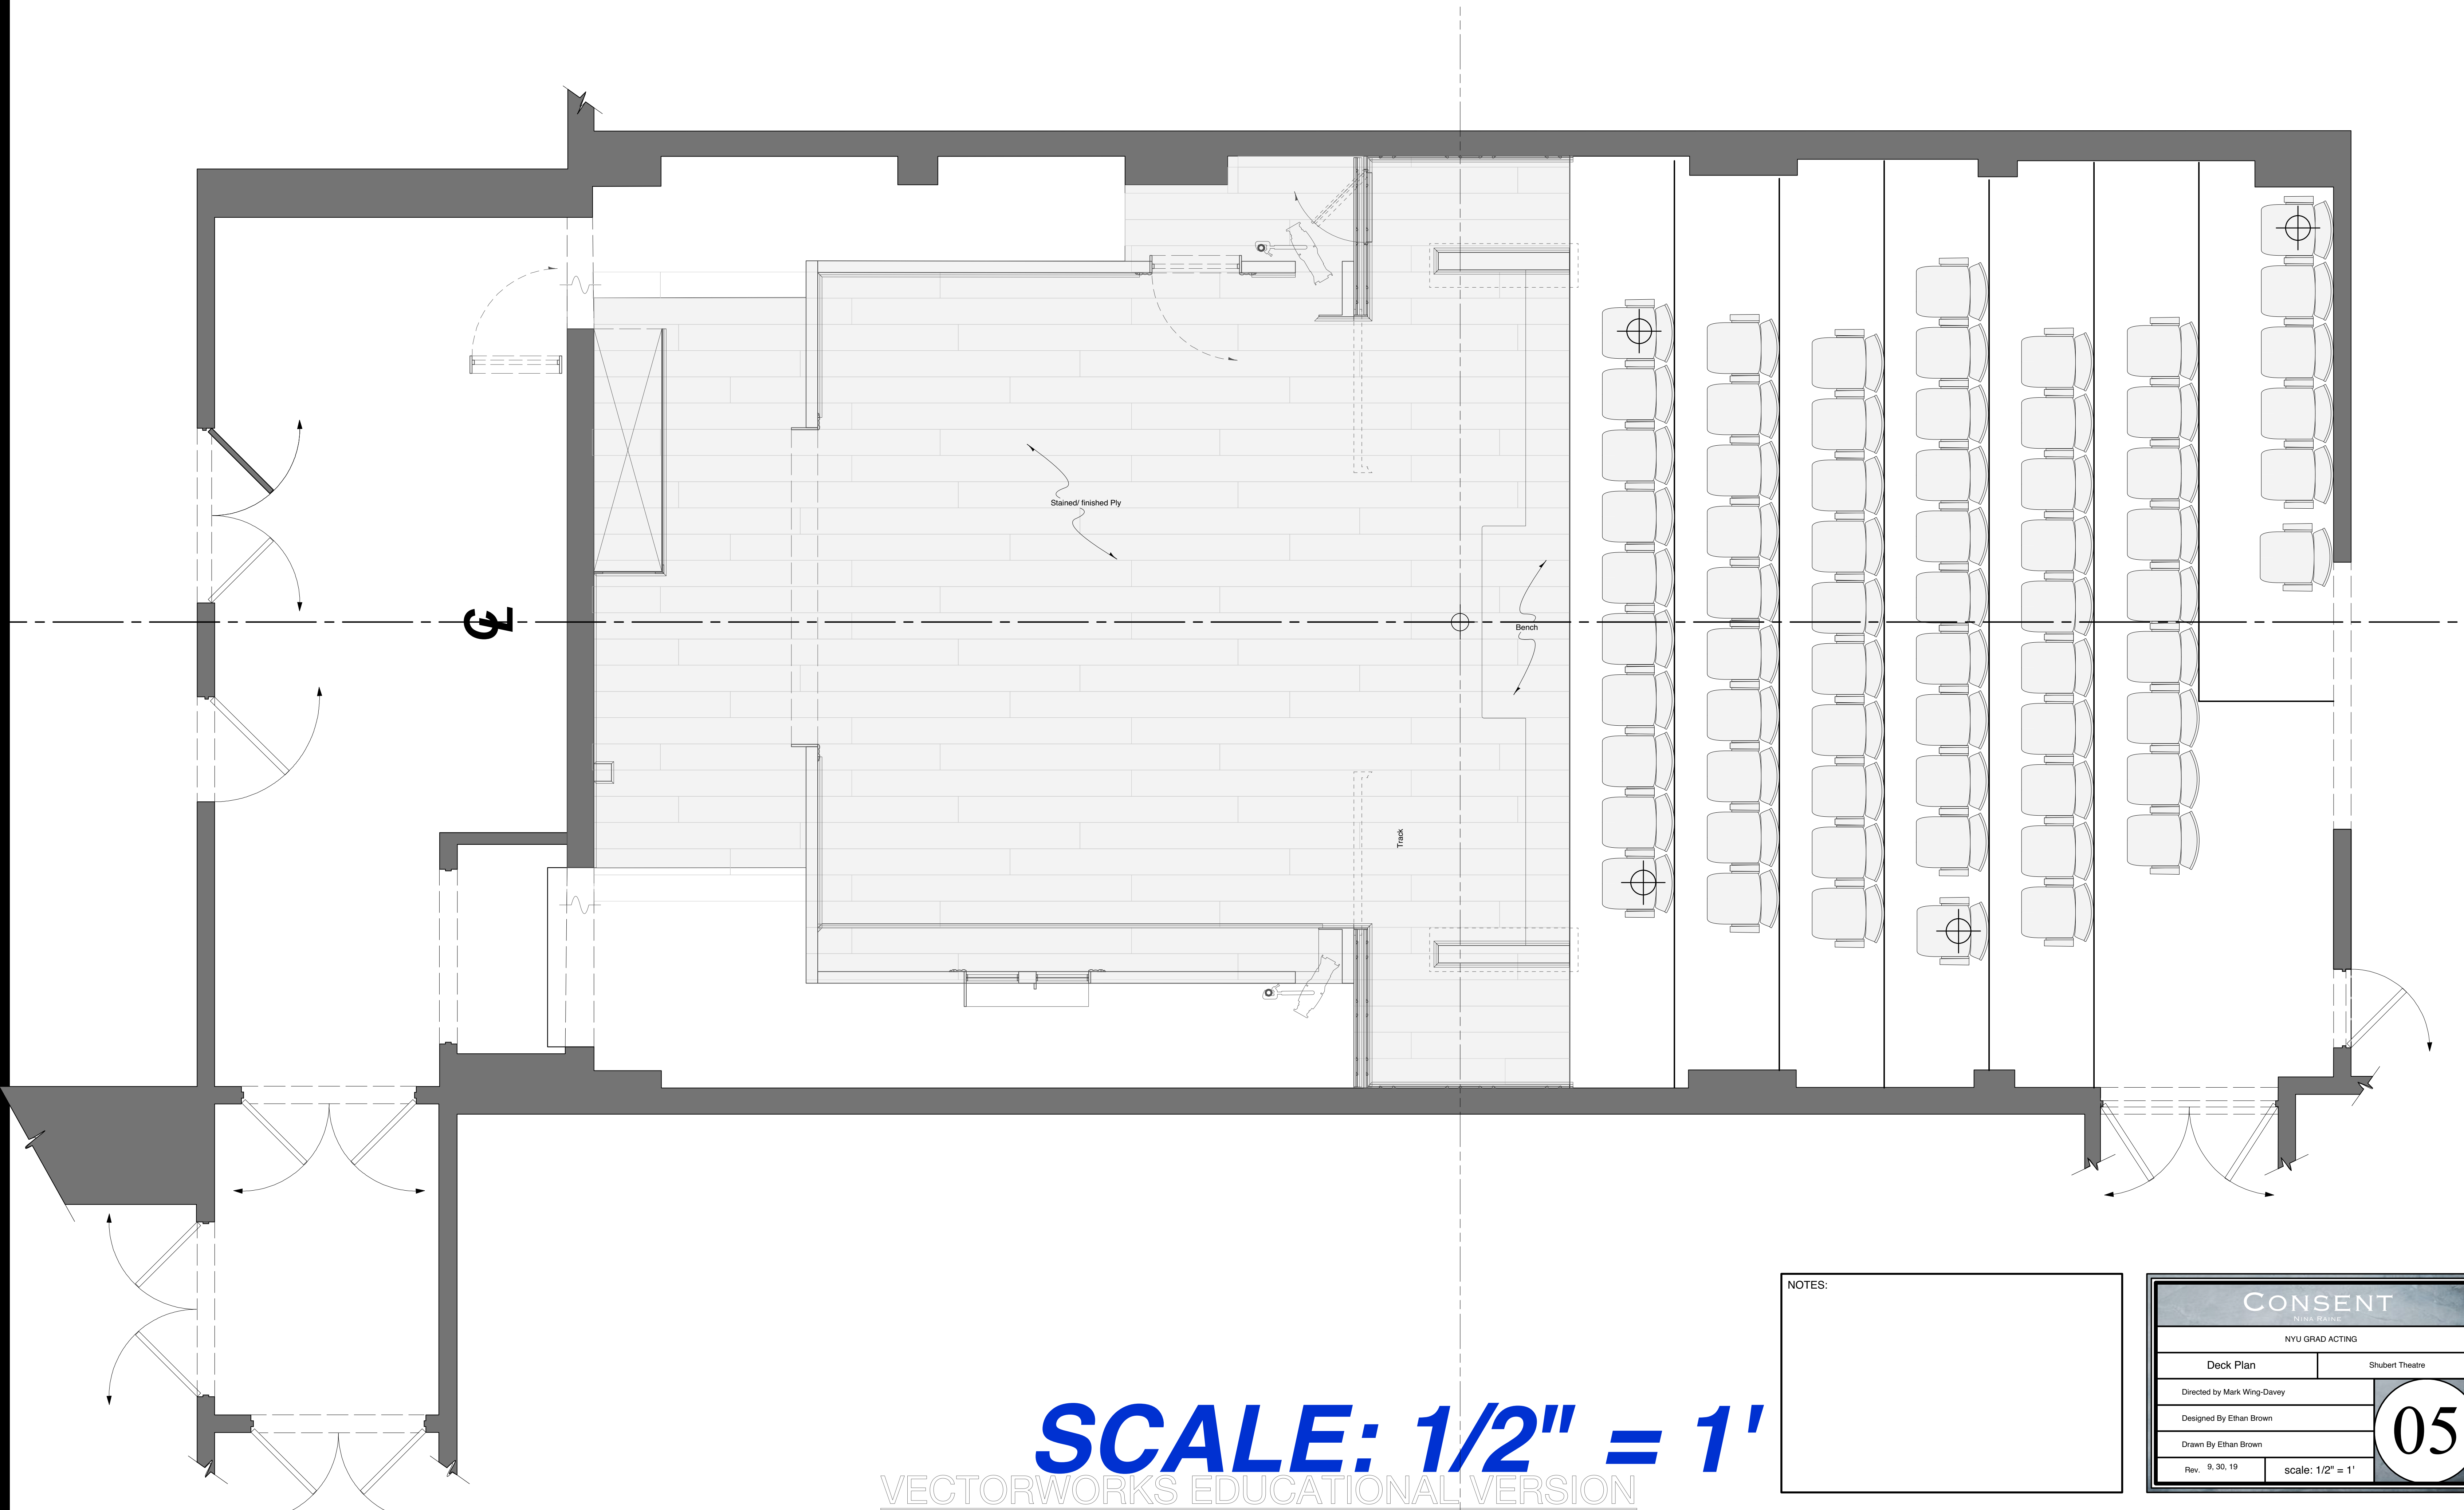 Stained/ finished Ply
CL
Bench
Track
NOTES:
CONSENT
NINA RAINE
NYU GRAD ACTING
Deck Plan
Shubert Theatre
Directed by Mark Wing-Davey
Designed By Ethan Brown
Drawn By Ethan Brown
05
Rev. 9, 30, 19
scale: 1/2" = 1'
SCALE: 1/2" = 1'
VECTORWORKS EDUCATIONAL VERSION